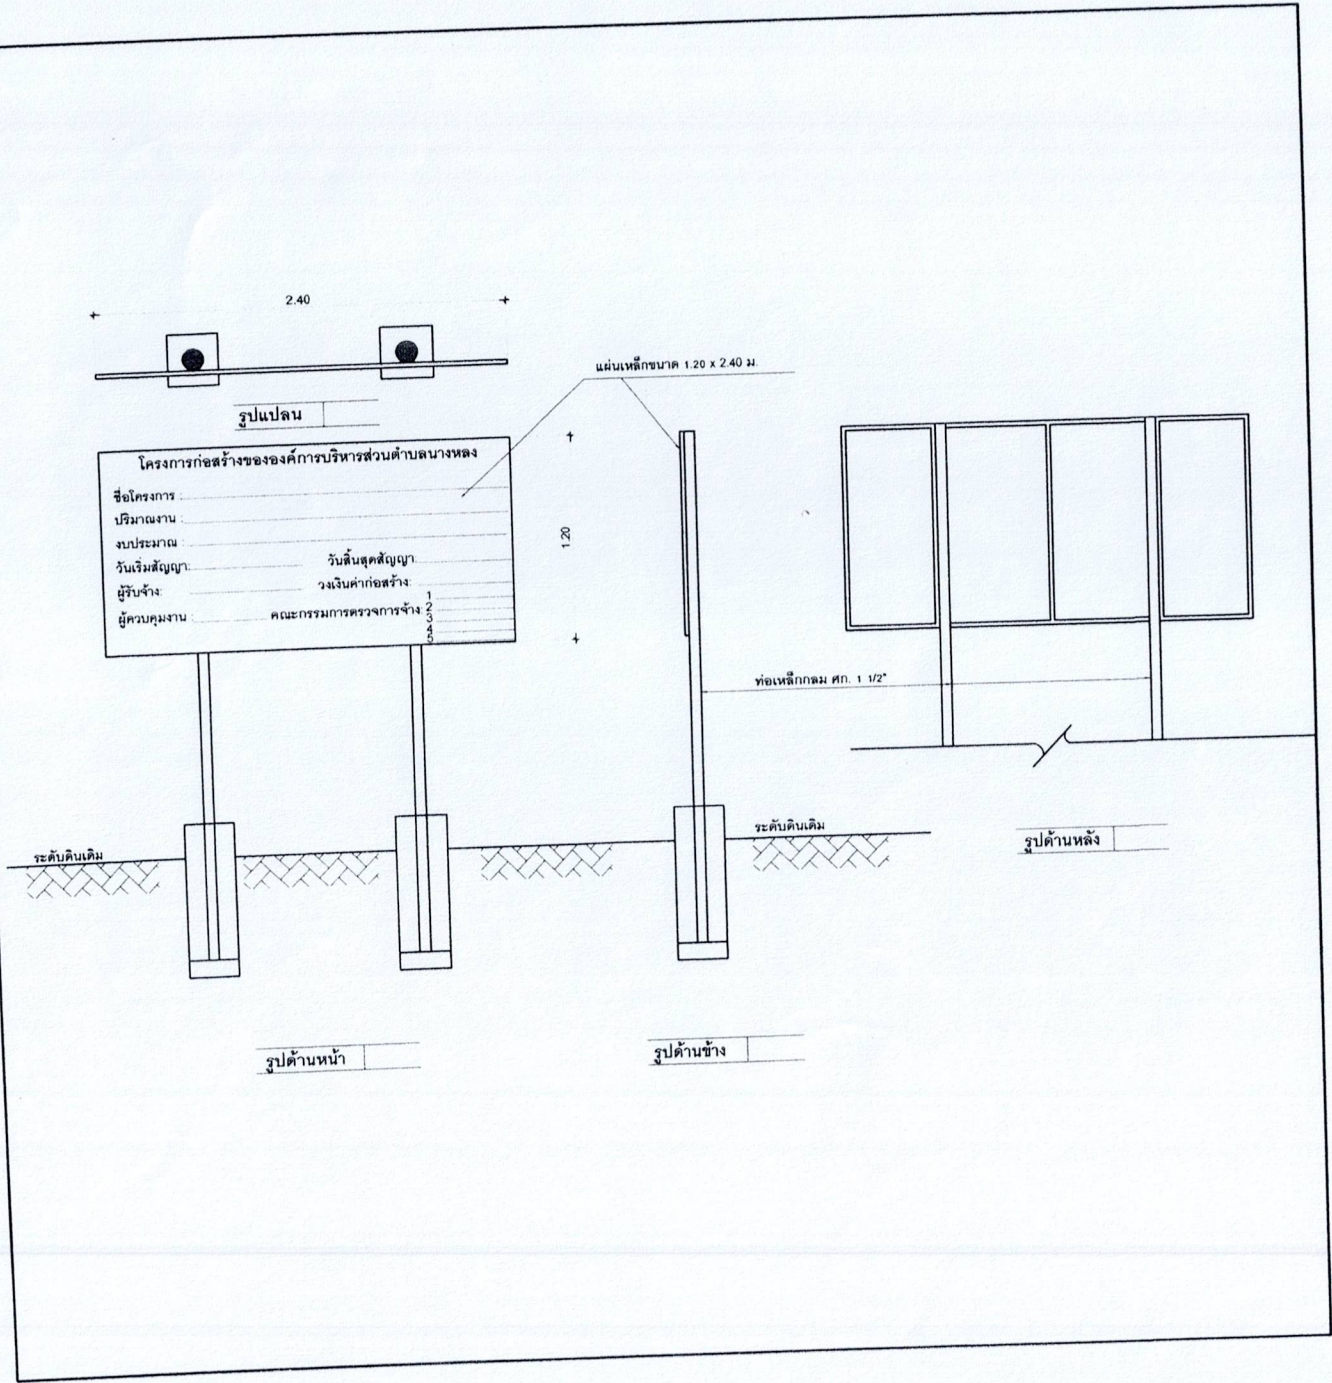 2.40
แผ่นเหล็กขนาด 1.20 x 2.40 ม.
รูปแปลน
โครงการก่อสร้างขององค์การบริหารส่วนตำบลนางหลง
ชื่อโครงการ :
ปริมาณงาน :
งบประมาณ :
วันเริ่มสัญญา: วันสิ้นสุดสัญญา:
ผู้รับจ้าง: วงเงินค่าก่อสร้าง:
ผู้ควบคุมงาน : คณะกรรมการตรวจการจ้าง:
1
2
3
4
5
1.20
ท่อเหล็กกลม ศก. 1 1/2"
ระดับดินเดิม
ระดับดินเดิม
รูปด้านหลัง
รูปด้านหน้า
รูปด้านข้าง